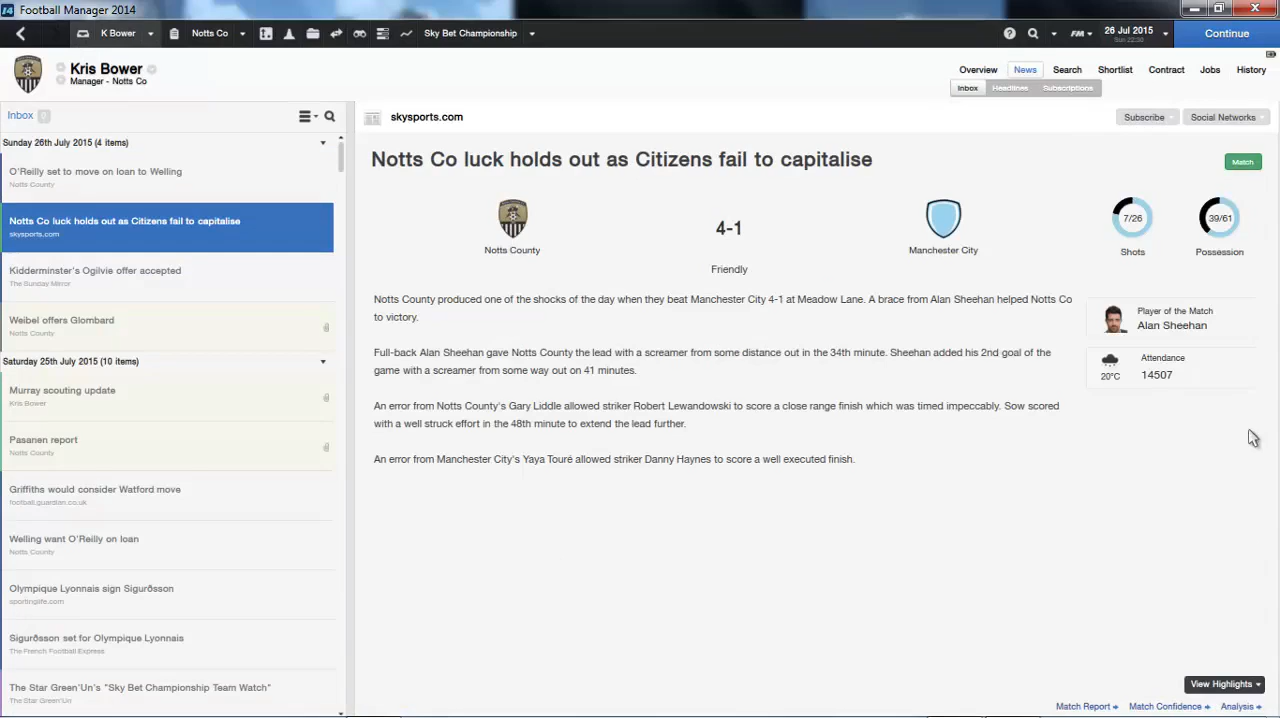 Football Manager 2014
K Bower
Notts Co
Sky Bet Championship
FM
26 Jul 2015
Sun 22:30
Continue
Kris Bower
Manager - Notts Co
Overview
News
Search
Shortlist
Contract
Jobs
History
Inbox
Headlines
Subscriptions
Inbox 0
Sunday 26th July 2015 (4 items)
O'Reilly set to move on loan to Welling
Notts County
Notts Co luck holds out as Citizens fail to capitalise
skysports.com
Kidderminster's Ogilvie offer accepted
The Sunday Mirror
Weibel offers Glombard
Notts County
Saturday 25th July 2015 (10 items)
Murray scouting update
Kris Bower
Pasanen report
Notts County
Griffiths would consider Watford move
football.guardian.co.uk
Welling want O'Reilly on loan
Notts County
Olympique Lyonnais sign Sigurðsson
sportinglife.com
Sigurðsson set for Olympique Lyonnais
The French Football Express
The Star Green'Un's "Sky Bet Championship Team Watch"
The Star Green'Un
skysports.com
Subscribe
Social Networks
Notts Co luck holds out as Citizens fail to capitalise
Match
Notts County
4-1
Manchester City
Friendly
7/26
Shots
39/61
Possession
Notts County produced one of the shocks of the day when they beat Manchester City 4-1 at Meadow Lane. A brace from Alan Sheehan helped Notts Co
to victory.
Full-back Alan Sheehan gave Notts County the lead with a screamer from some distance out in the 34th minute. Sheehan added his 2nd goal of the
game with a screamer from some way out on 41 minutes.
An error from Notts County's Gary Liddle allowed striker Robert Lewandowski to score a close range finish which was timed impeccably. Sow scored
with a well struck effort in the 48th minute to extend the lead further.
An error from Manchester City's Yaya Touré allowed striker Danny Haynes to score a well executed finish.
Player of the Match
Alan Sheehan
20°C
Attendance
14507
View Highlights
Match Report
Match Confidence
Analysis